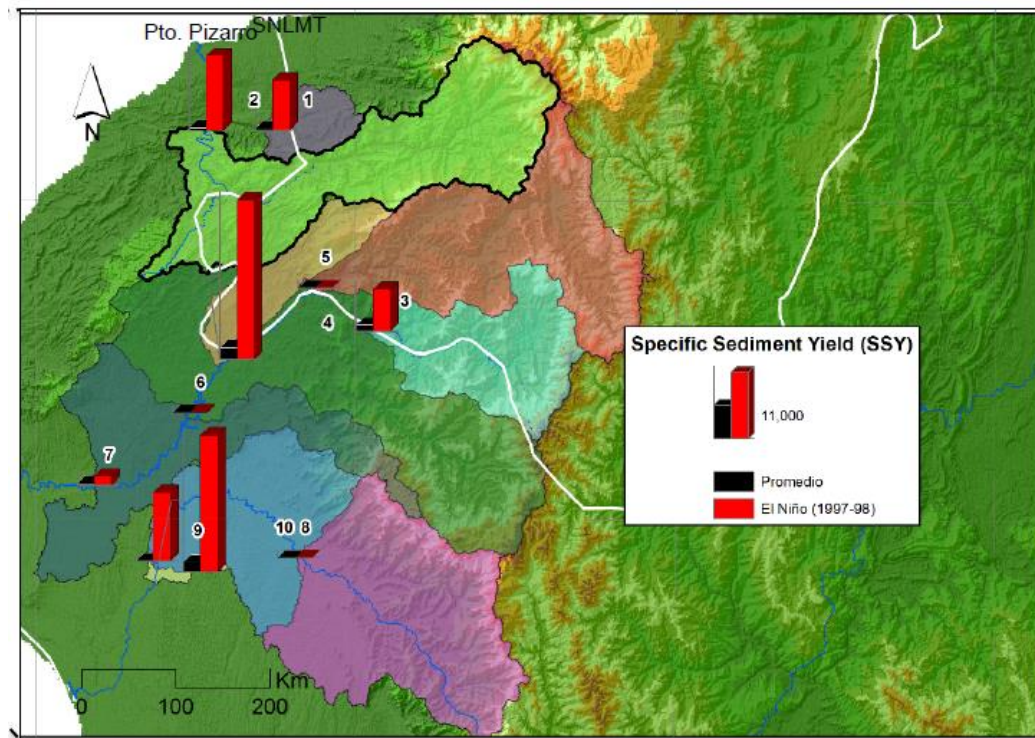 Pto. Pizarro
SNLMT
N
2
1
5
3
4
6
7
9
10
8
Specific Sediment Yield (SSY)
11,000
Promedio
El Niño (1997-98)
Km
0 100 200